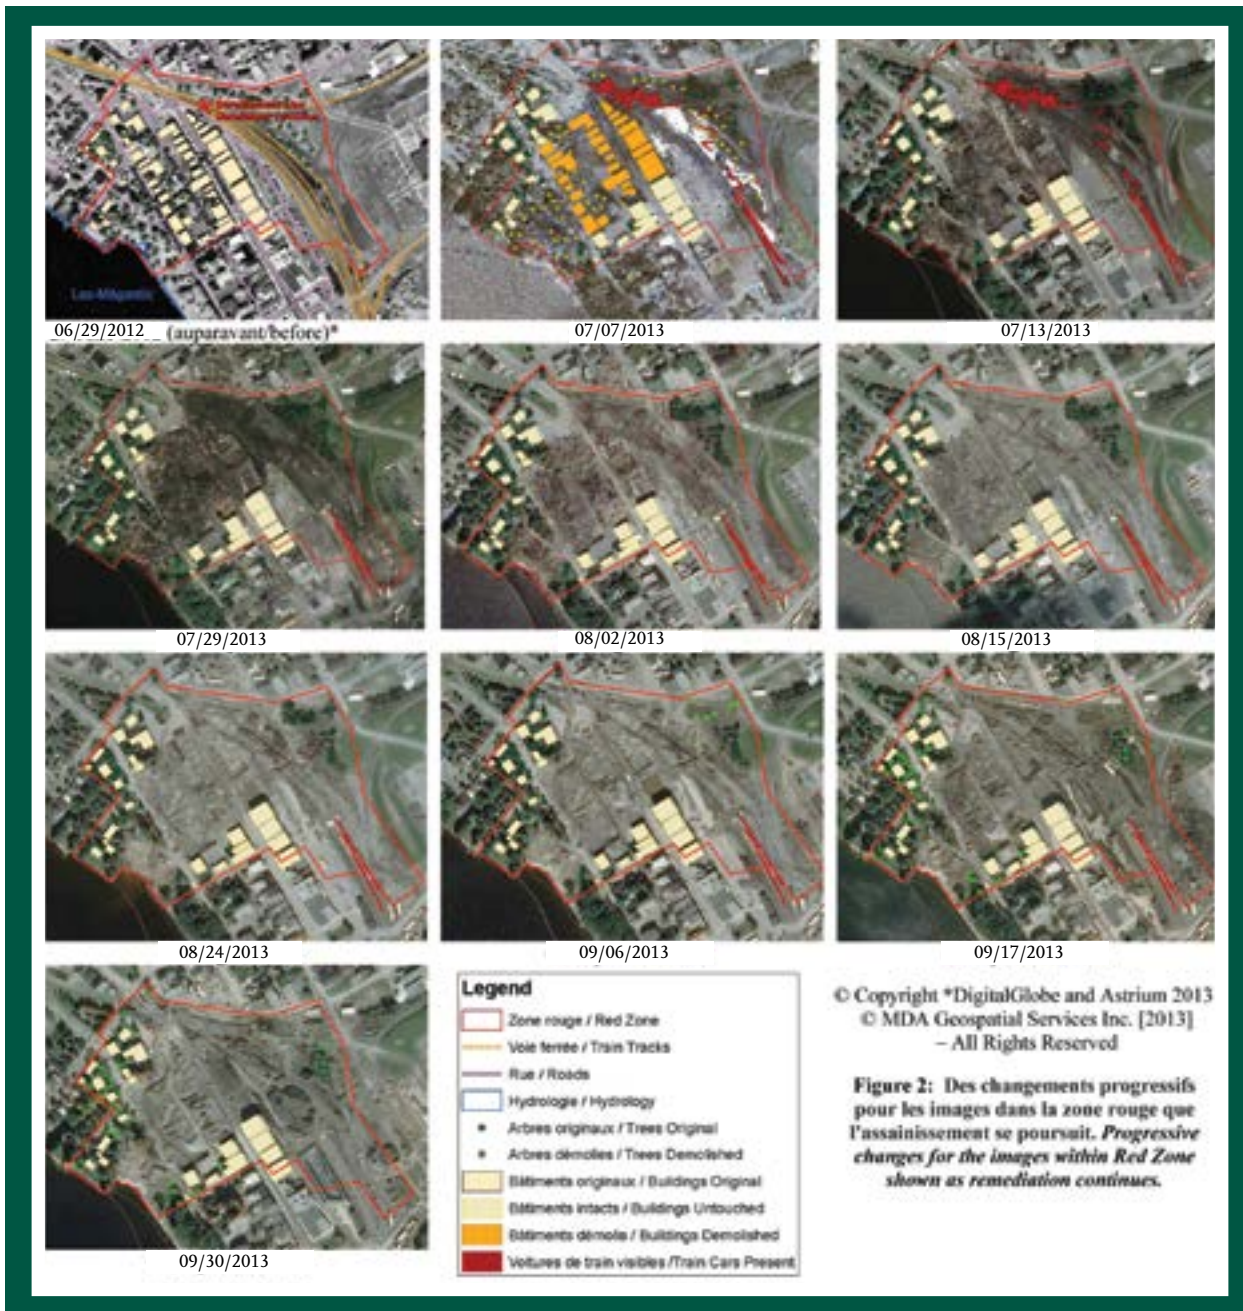 Lac-Mégantic
06/29/2012 (auparavant/before)*
07/07/2013
07/13/2013
07/29/2013
08/02/2013
08/15/2013
08/24/2013
09/06/2013
09/17/2013
09/30/2013
Legend
Zone rouge / Red Zone
Voie ferrée / Train Tracks
Rue / Roads
Hydrologie / Hydrology
Arbres originaux / Trees Original
Arbres démolies / Trees Demolished
Bâtiments originaux / Buildings Original
Bâtiments intacts / Buildings Untouched
Bâtiments démolis / Buildings Demolished
Voitures de train visibles /Train Cars Present
© Copyright *DigitalGlobe and Astrium 2013
© MDA Geospatial Services Inc. [2013]
– All Rights Reserved
Figure 2: Des changements progressifs
pour les images dans la zone rouge que
l'assainissement se poursuit. Progressive
changes for the images within Red Zone
shown as remediation continues.